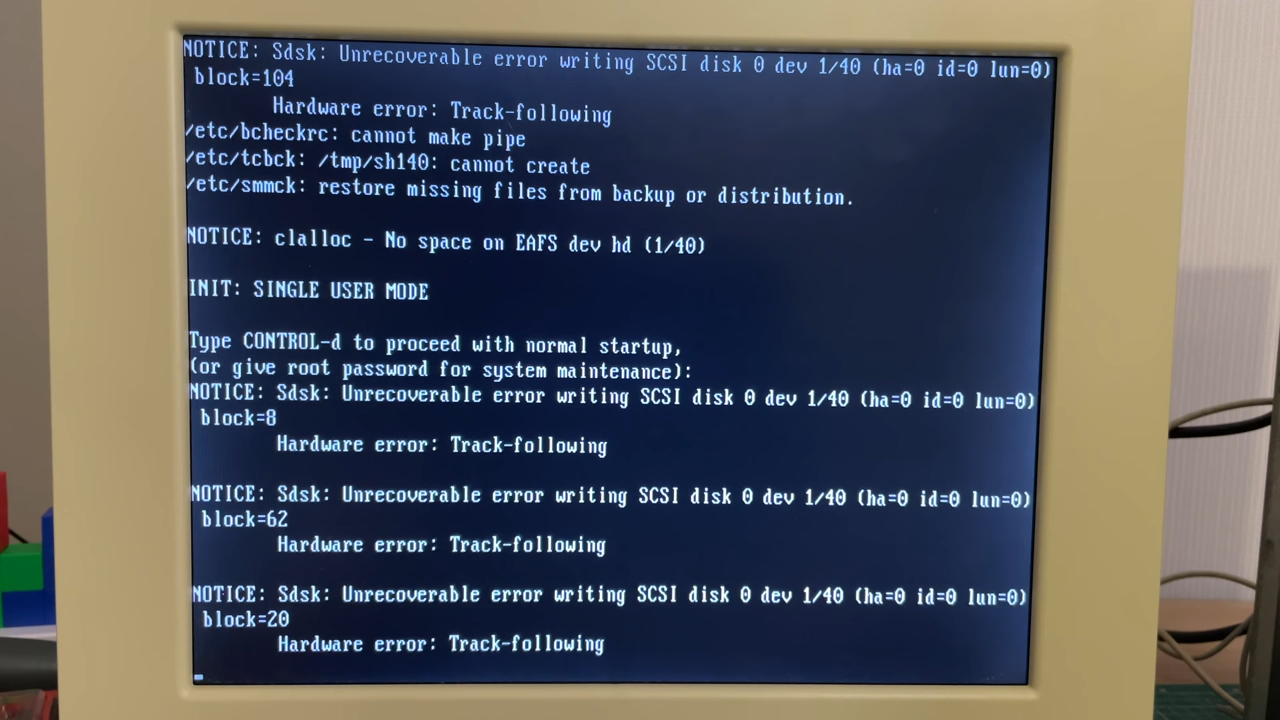 NOTICE: Sdsk: Unrecoverable error writing SCSI disk 0 dev 1/40 (ha=0 id=0 lun=0)
block=104
Hardware error: Track-following
/etc/bcheckrc: cannot make pipe
/etc/tcbck: /tmp/sh140: cannot create
/etc/smmck: restore missing files from backup or distribution.
NOTICE: clalloc - No space on EAFS dev hd (1/40)
INIT: SINGLE USER MODE
Type CONTROL-d to proceed with normal startup,
(or give root password for system maintenance):
NOTICE: Sdsk: Unrecoverable error writing SCSI disk 0 dev 1/40 (ha=0 id=0 lun=0)
block=8
Hardware error: Track-following
NOTICE: Sdsk: Unrecoverable error writing SCSI disk 0 dev 1/40 (ha=0 id=0 lun=0)
block=62
Hardware error: Track-following
NOTICE: Sdsk: Unrecoverable error writing SCSI disk 0 dev 1/40 (ha=0 id=0 lun=0)
block=20
Hardware error: Track-following